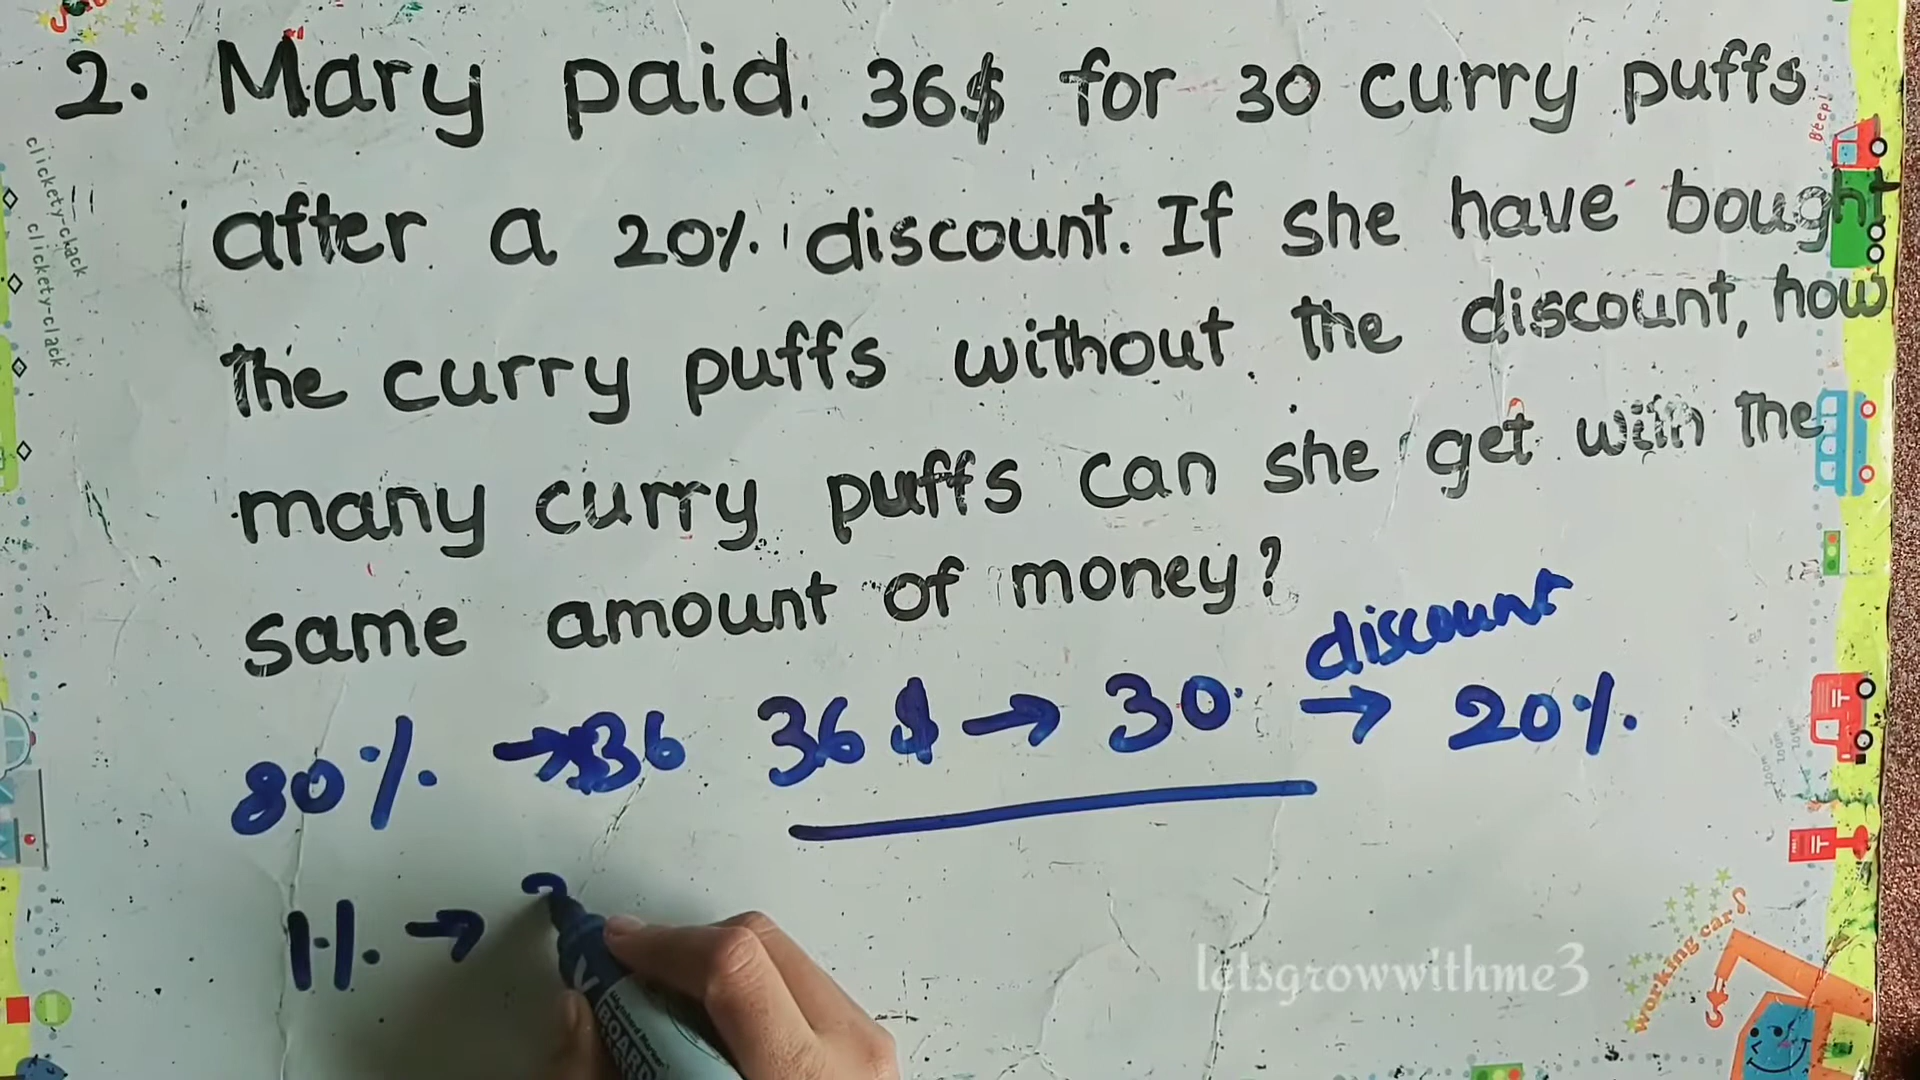 2. Mary paid. 36$ for 30 curry puffs
after a 20% discount. If she have bought
the curry puffs without the discount, how
many curry puffs can she get with the
same amount of money?
discount
80% → 36 36 $ → 30 → 20%.
1% →
letsgrowwithme3
clickety-clack
clickety-clack
Beep!
working cars